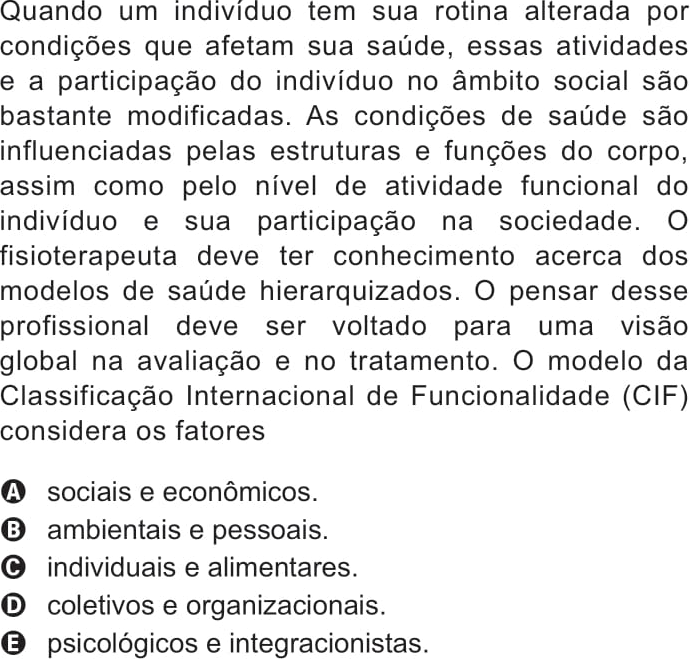 Quando um indivíduo tem sua rotina alterada por
condições que afetam sua saúde, essas atividades
e a participação do indivíduo no âmbito social são
bastante modificadas. As condições de saúde são
influenciadas pelas estruturas e funções do corpo,
assim como pelo nível de atividade funcional do
indivíduo e sua participação na sociedade. O
fisioterapeuta deve ter conhecimento acerca dos
modelos de saúde hierarquizados. O pensar desse
profissional deve ser voltado para uma visão
global na avaliação e no tratamento. O modelo da
Classificação Internacional de Funcionalidade (CIF)
considera os fatores
A sociais e econômicos.
B ambientais e pessoais.
C individuais e alimentares.
D coletivos e organizacionais.
E psicológicos e integracionistas.